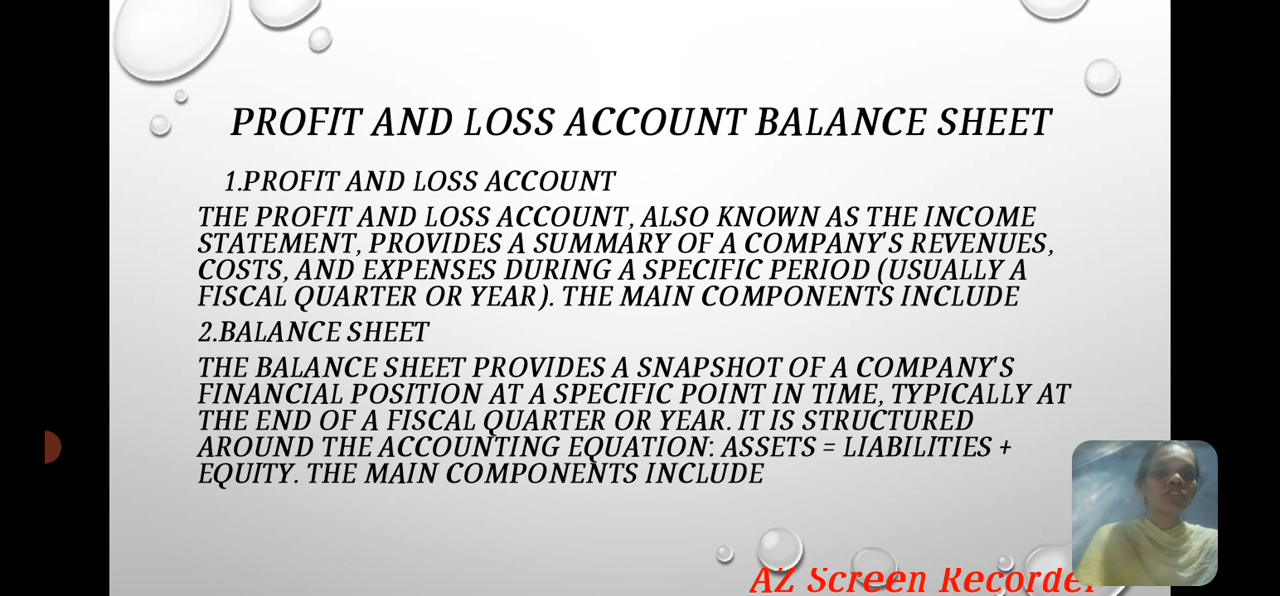 PROFIT AND LOSS ACCOUNT BALANCE SHEET
1.PROFIT AND LOSS ACCOUNT
THE PROFIT AND LOSS ACCOUNT, ALSO KNOWN AS THE INCOME
STATEMENT, PROVIDES A SUMMARY OF A COMPANY'S REVENUES,
COSTS, AND EXPENSES DURING A SPECIFIC PERIOD (USUALLY A
FISCAL QUARTER OR YEAR). THE MAIN COMPONENTS INCLUDE
2.BALANCE SHEET
THE BALANCE SHEET PROVIDES A SNAPSHOT OF A COMPANY'S
FINANCIAL POSITION AT A SPECIFIC POINT IN TIME, TYPICALLY AT
THE END OF A FISCAL QUARTER OR YEAR. IT IS STRUCTURED
AROUND THE ACCOUNTING EQUATION: ASSETS = LIABILITIES +
EQUITY. THE MAIN COMPONENTS INCLUDE
AZ Screen Recorder